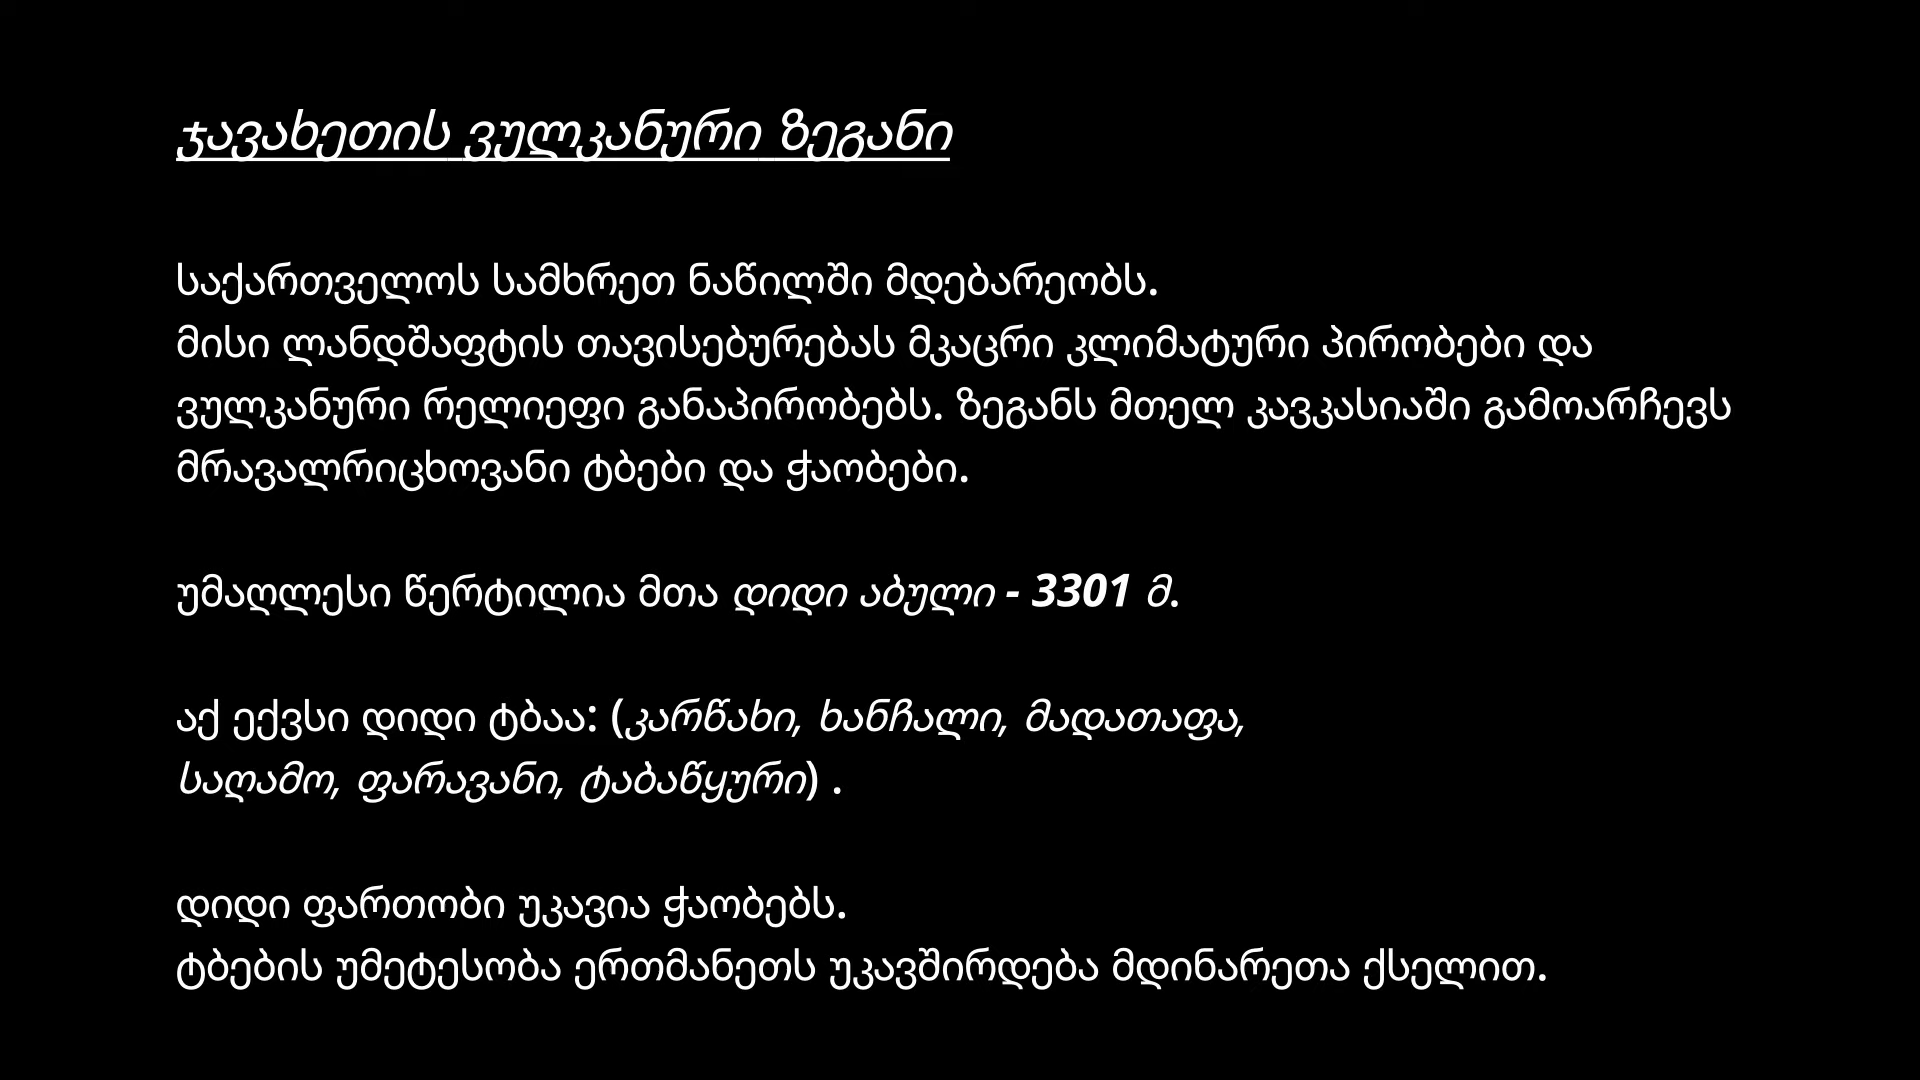 ჯავახეთის ვულკანური ზეგანი
საქართველოს სამხრეთ ნაწილში მდებარეობს.
მისი ლანდშაფტის თავისებურებას მკაცრი კლიმატური პირობები და
ვულკანური რელიეფი განაპირობებს. ზეგანს მთელ კავკასიაში გამოარჩევს
მრავალრიცხოვანი ტბები და ჭაობები.
უმაღლესი წერტილია მთა დიდი აბული - 3301 მ.
აქ ექვსი დიდი ტბაა: (კარწახი, ხანჩალი, მადათაფა,
საღამო, ფარავანი, ტაბაწყური) .
დიდი ფართობი უკავია ჭაობებს.
ტბების უმეტესობა ერთმანეთს უკავშირდება მდინარეთა ქსელით.